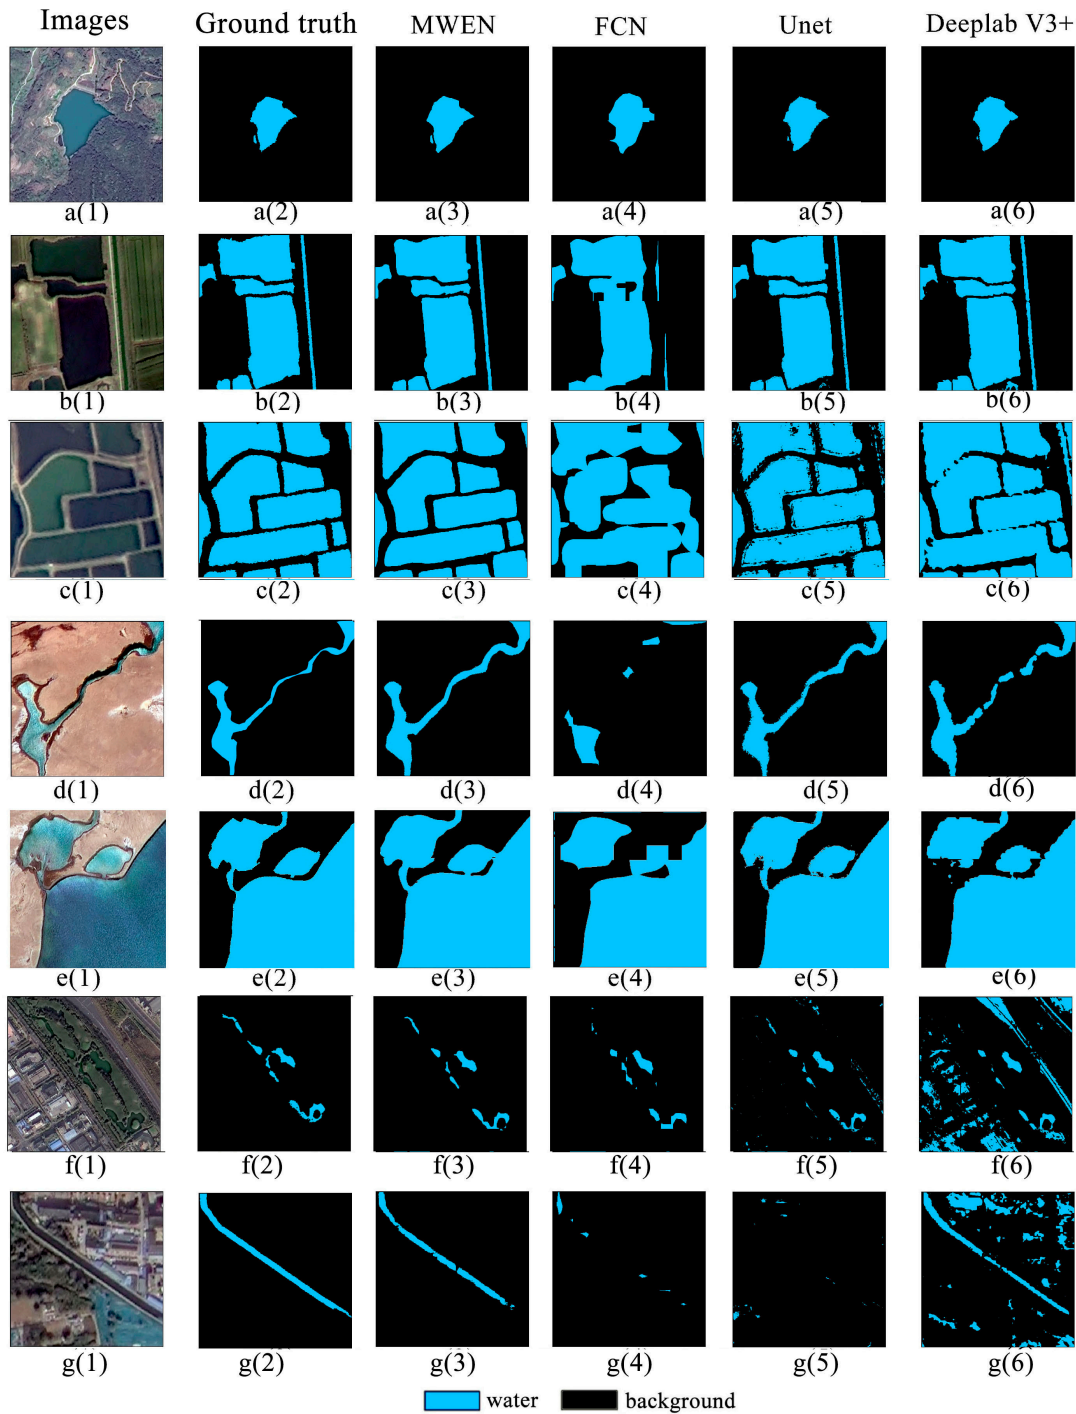 Images Ground truth MWEN FCN Unet Deeplab V3+
a(1) a(2) a(3) a(4) a(5) a(6)
b(1) b(2) b(3) b(4) b(5) b(6)
c(1) c(2) c(3) c(4) c(5) c(6)
d(1) d(2) d(3) d(4) d(5) d(6)
e(1) e(2) e(3) e(4) e(5) e(6)
f(1) f(2) f(3) f(4) f(5) f(6)
g(1) g(2) g(3) g(4) g(5) g(6)
water background